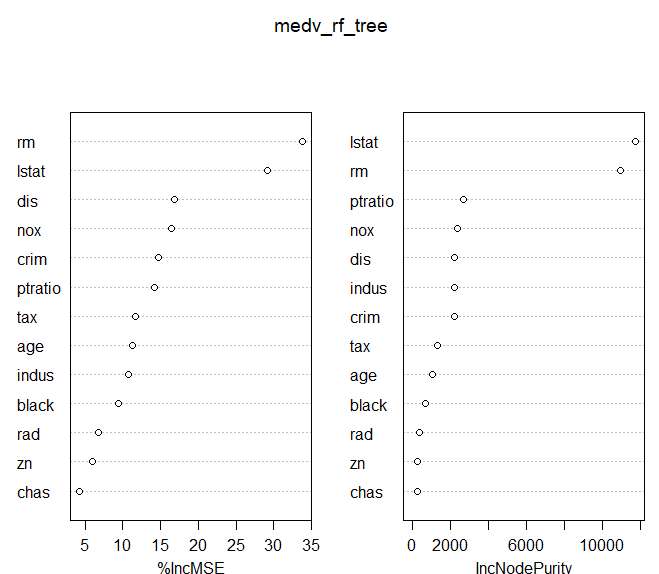 medv_rf_tree
rm
lstat
dis
nox
crim
ptratio
tax
age
indus
black
rad
zn
chas
5 10 15 20 25 30 35
%IncMSE
lstat
rm
ptratio
nox
dis
indus
crim
tax
age
black
rad
zn
chas
0 2000 6000 10000
IncNodePurity